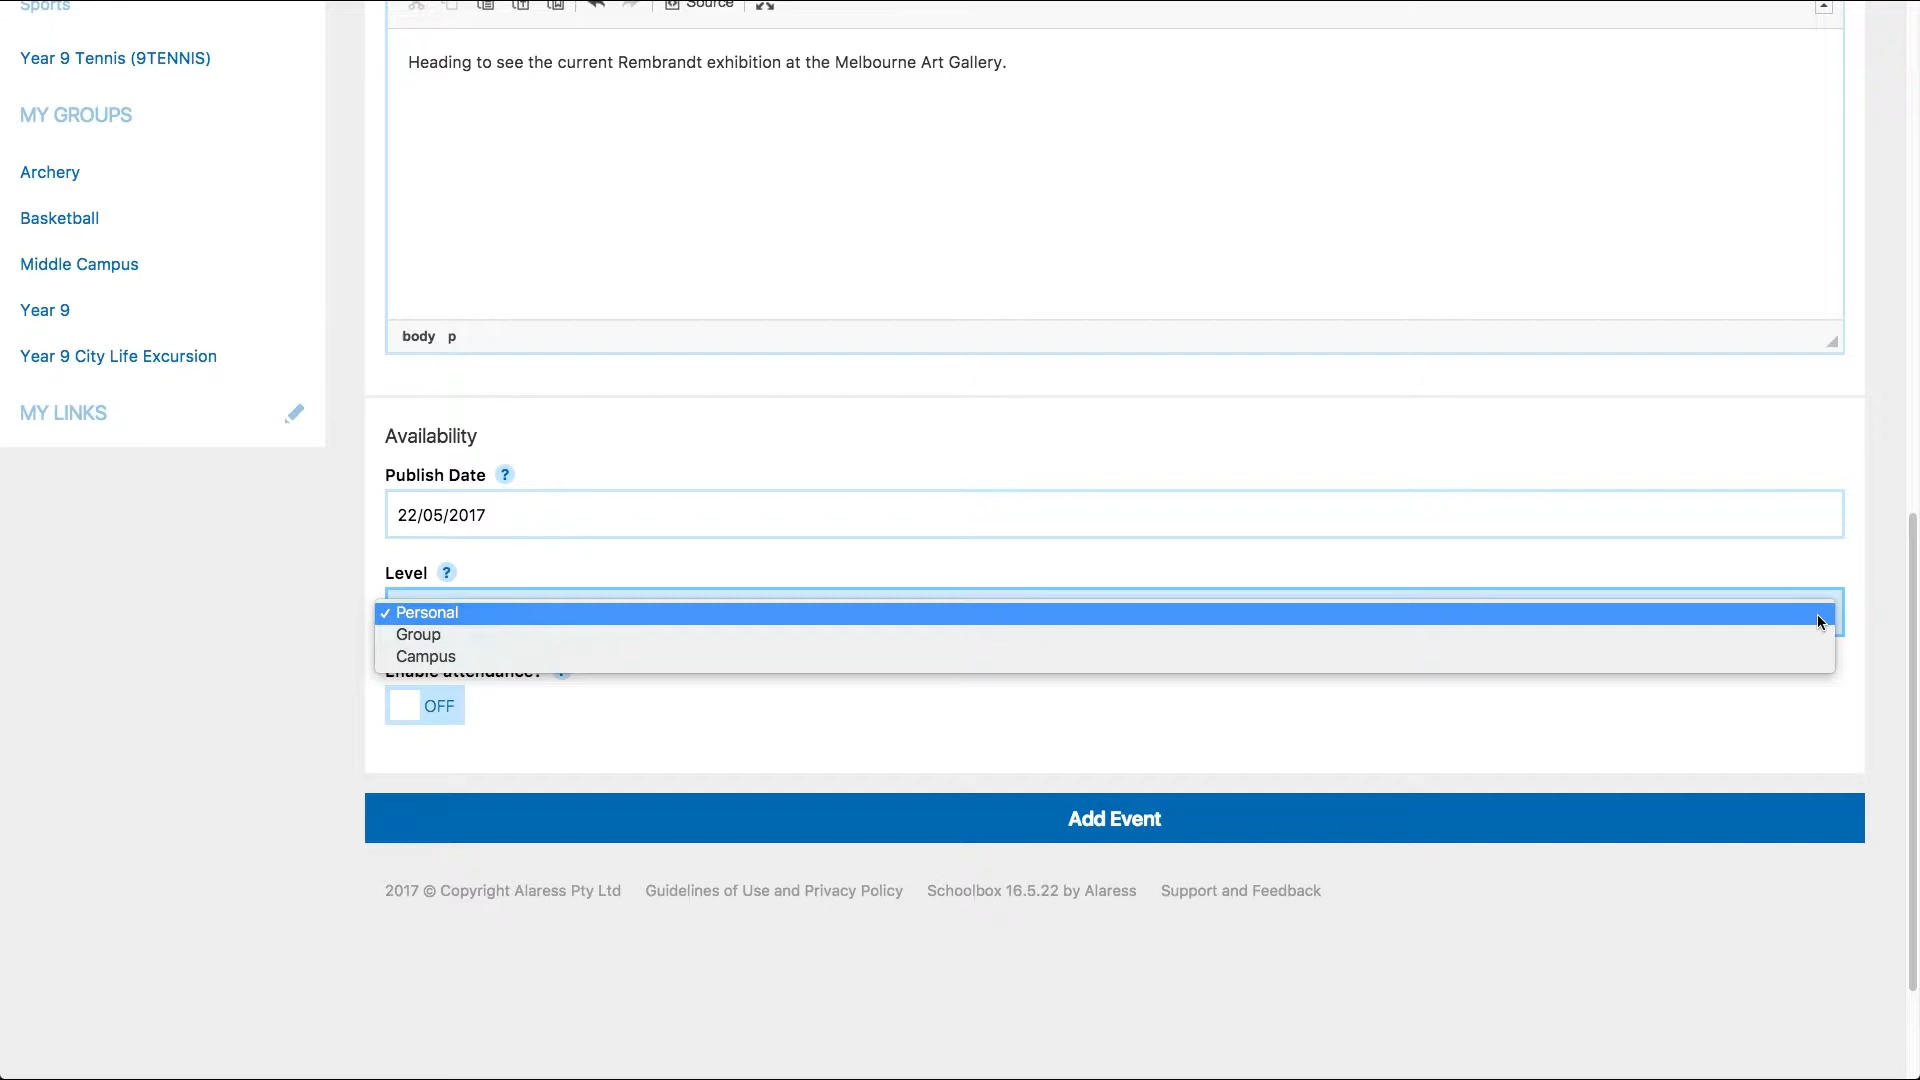 Sports
Year 9 Tennis (9TENNIS)
MY GROUPS
Archery
Basketball
Middle Campus
Year 9
Year 9 City Life Excursion
MY LINKS
Source
Heading to see the current Rembrandt exhibition at the Melbourne Art Gallery.
body p
Availability
Publish Date ?
22/05/2017
Level ?
✓ Personal
Group
Campus
Enable attendance? ?
OFF
Add Event
2017 © Copyright Alaress Pty Ltd Guidelines of Use and Privacy Policy Schoolbox 16.5.22 by Alaress Support and Feedback